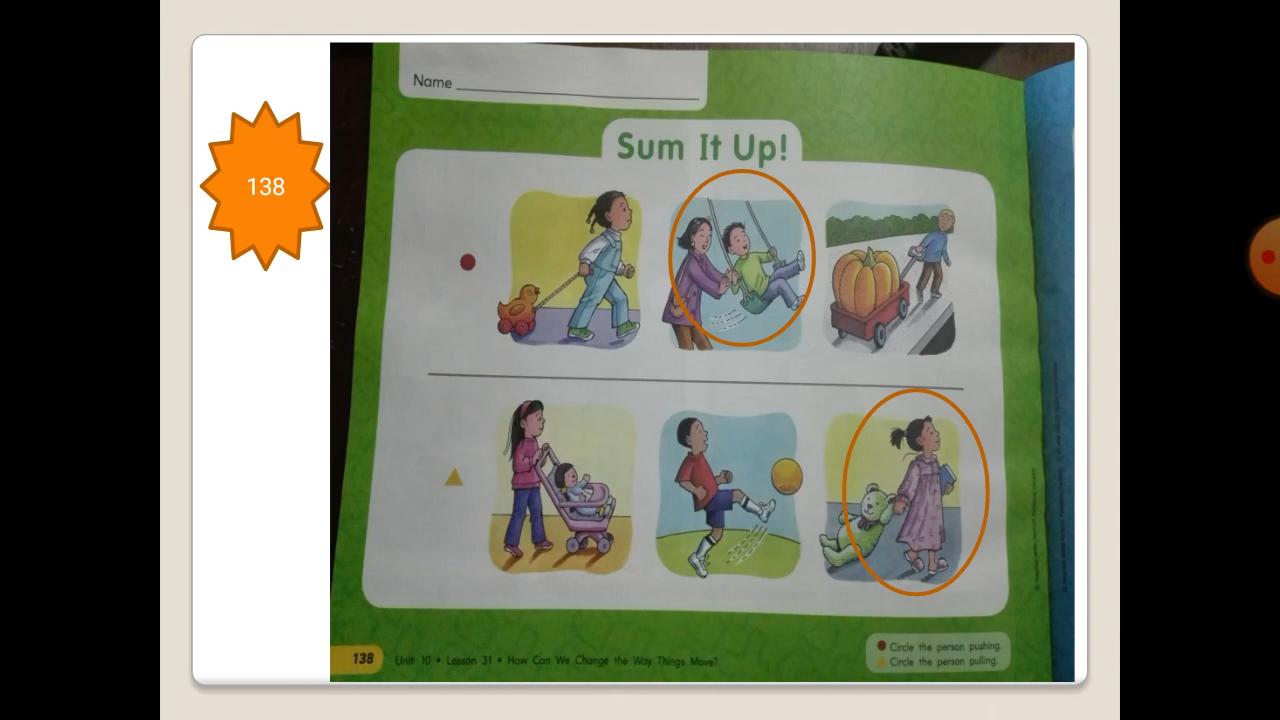 138
Name
Sum It Up!
138 Unit 10 • Lesson 31 • How Can We Change the Way Things Move?
Circle the person pushing.
Circle the person pulling.